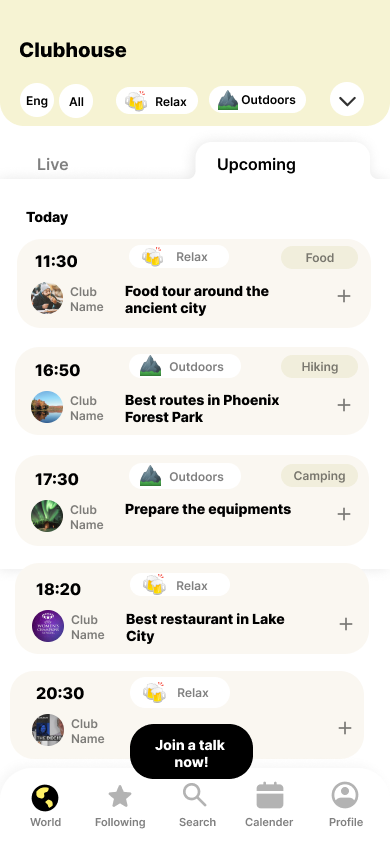 Clubhouse
Eng
All
Relax
Outdoors
Live
Upcoming
Today
11:30
Relax
Food
Club
Name
Food tour around the
ancient city
16:50
Outdoors
Hiking
Club
Name
Best routes in Phoenix
Forest Park
17:30
Outdoors
Camping
Club
Name
Prepare the equipments
18:20
Relax
Club
Name
Best restaurant in Lake
City
20:30
Relax
Club
Name
Join a talk
now!
World
Following
Search
Calender
Profile